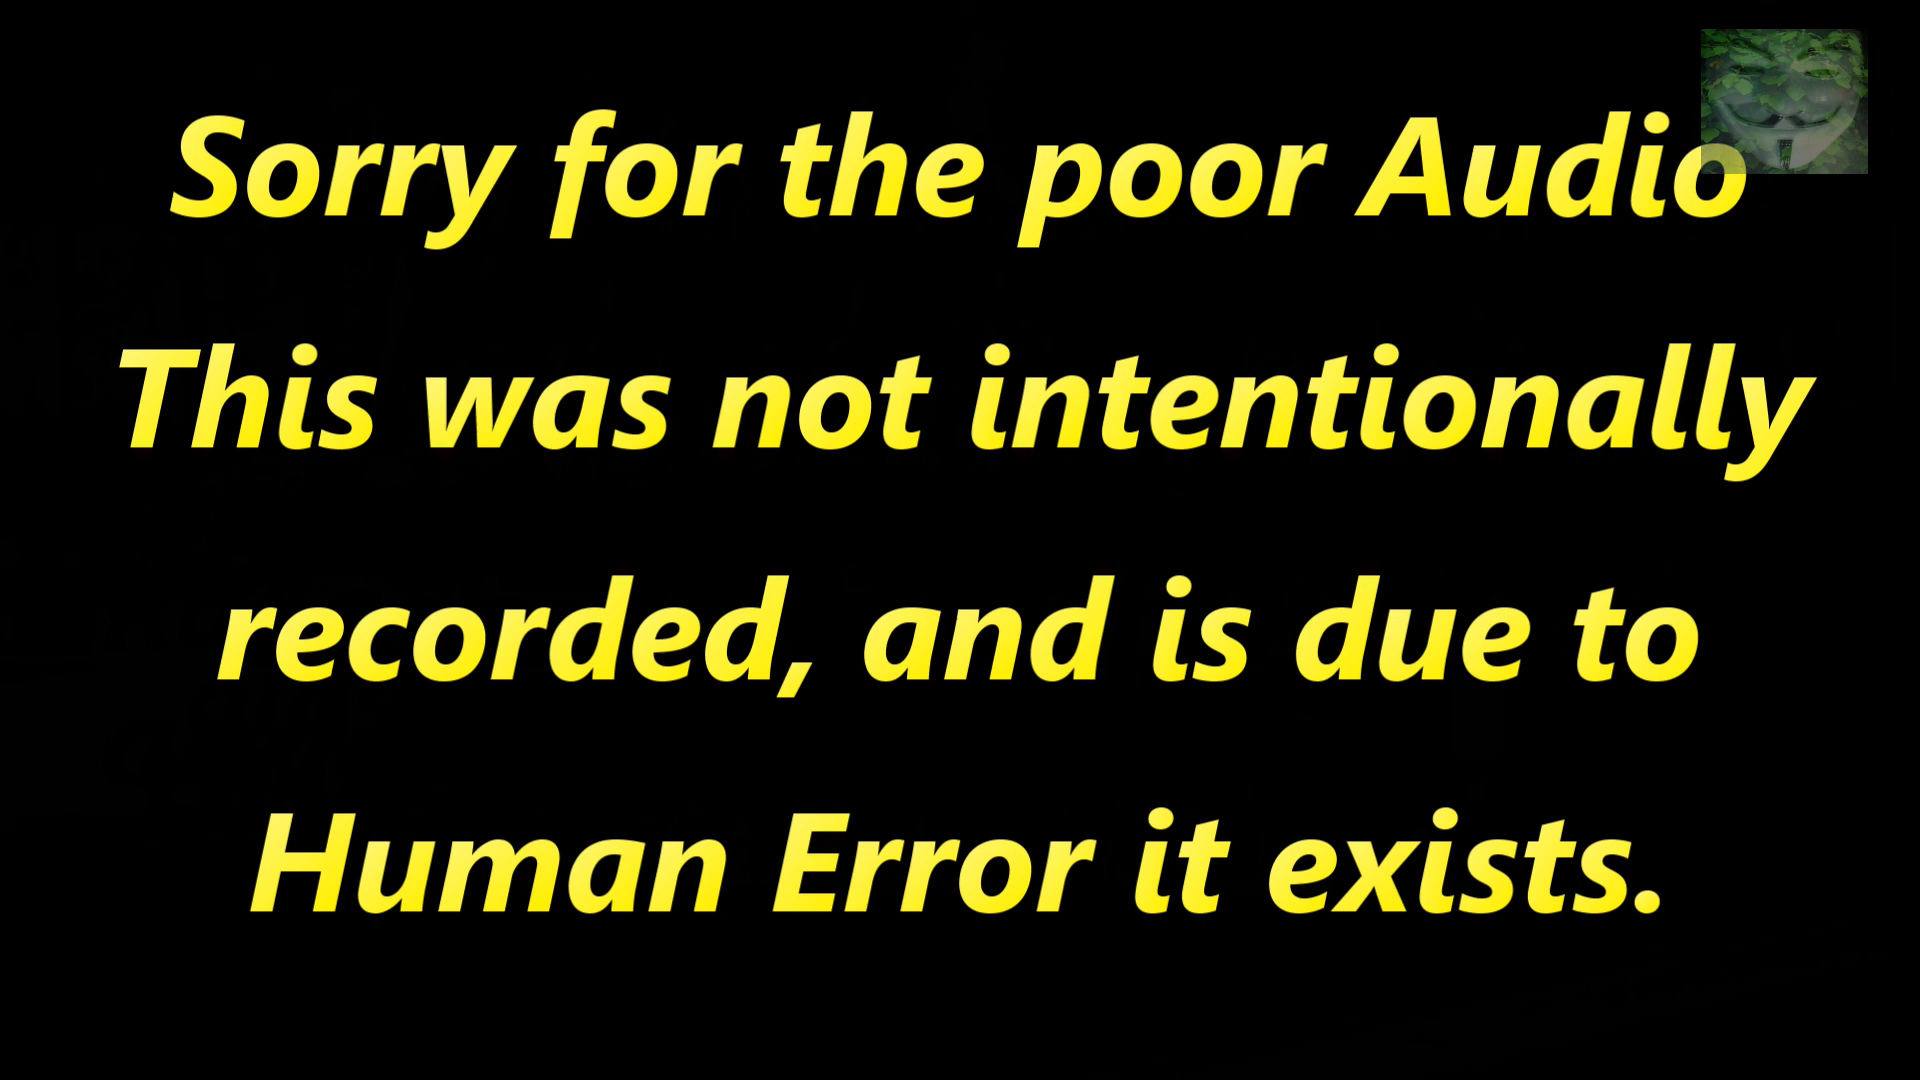 Sorry for the poor Audio
This was not intentionally
recorded, and is due to
Human Error it exists.